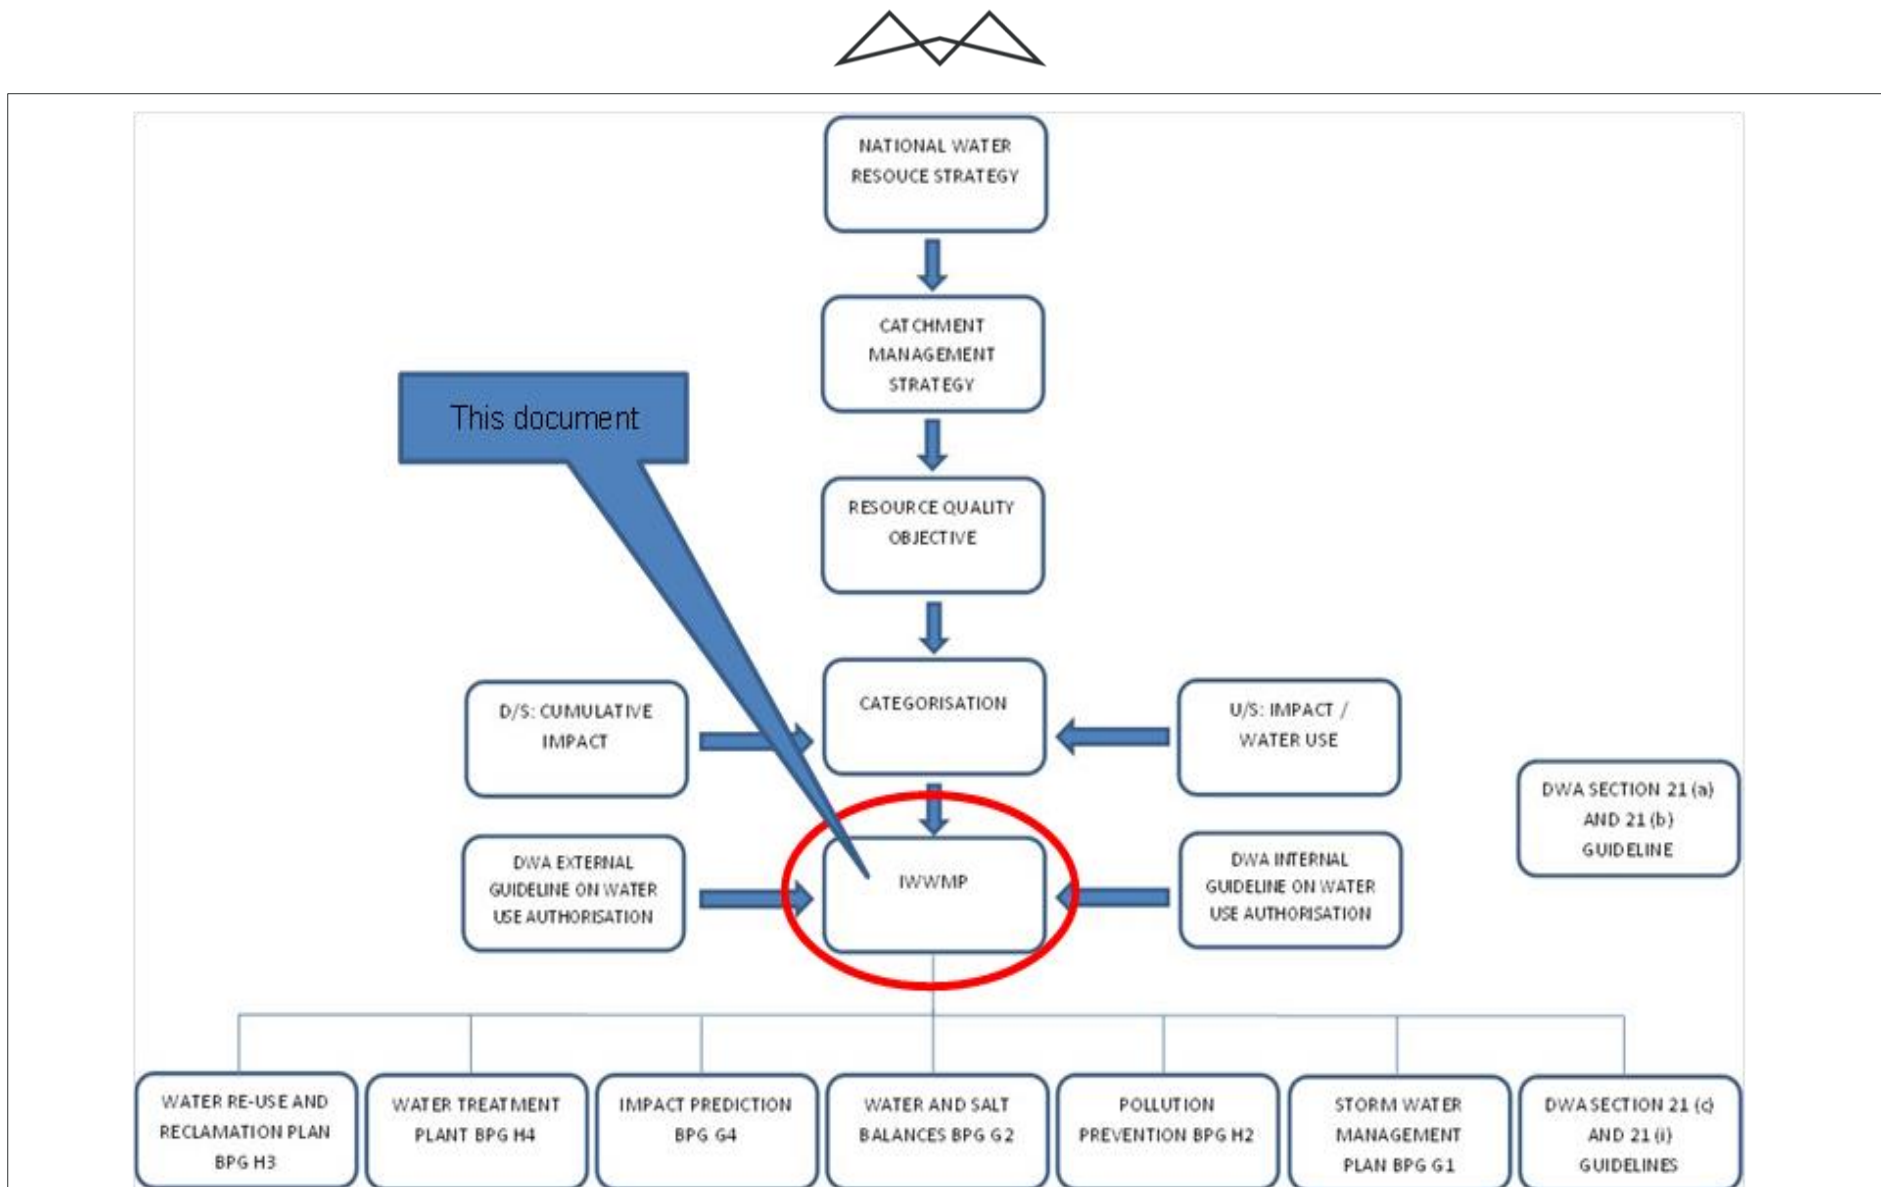 NATIONAL WATER
RESOUCE STRATEGY
CATCHMENT
MANAGEMENT
STRATEGY
This document
RESOURCE QUALITY
OBJECTIVE
D/S: CUMULATIVE
IMPACT
CATEGORISATION
U/S: IMPACT /
WATER USE
DWA SECTION 21 (a)
AND 21 (b)
GUIDELINE
DWA EXTERNAL
GUIDELINE ON WATER
USE AUTHORISATION
IWWMP
DWA INTERNAL
GUIDELINE ON WATER
USE AUTHORISATION
WATER RE-USE AND
RECLAMATION PLAN
BPG H3
WATER TREATMENT
PLANT BPG H4
IMPACT PREDICTION
BPG G4
WATER AND SALT
BALANCES BPG G2
POLLUTION
PREVENTION BPG H2
STORM WATER
MANAGEMENT
PLAN BPG G1
DWA SECTION 21 (c)
AND 21 (i)
GUIDELINES